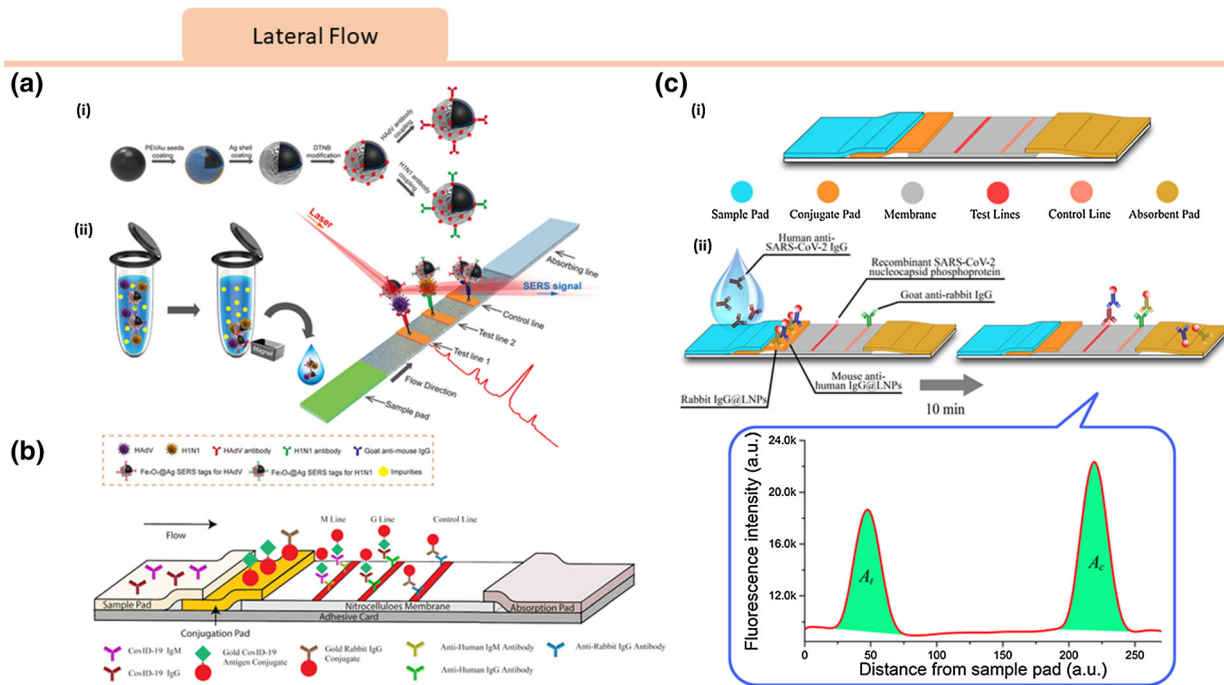 Lateral Flow
(a)
(i)
PEI/Au seeds
coating
Ag shell
coating
DTNB
modification
HAdV antibody
coupling
H1N1 antibody
coupling
(ii)
Laser
Magnet
Absorbing line
SERS signal
Control line
Test line 2
Test line 1
Flow Direction
Sample pad
HAdV
H1N1
HAdV antibody
H1N1 antibody
Goat anti-mouse IgG
Fe₃O₄@Ag SERS tags for HAdV
Fe₃O₄@Ag SERS tags for H1N1
Impurities
(b)
Flow
M Line
G Line
Control Line
Sample Pad
Nitrocelluloes Membrane
Absorption Pad
Adhesive Card
Conjugation Pad
CovID-19 IgM
CovID-19 IgG
Gold CovID-19
Antigen Conjugate
Gold Rabbit IgG
Conjugate
Anti-Human IgM Antibody
Anti-Human IgG Antibody
Anti-Rabbit IgG Antibody
(c)
(i)
Sample Pad
Conjugate Pad
Membrane
Test Lines
Control Line
Absorbent Pad
(ii)
Human anti-
SARS-CoV-2 IgG
Recombinant SARS-CoV-2
nucleocapsid phosphoprotein
Goat anti-rabbit IgG
Rabbit IgG@LNPs
Mouse anti-
human IgG@LNPs
10 min
Fluorescence intensity (a.u.)
24.0k
20.0k
16.0k
12.0k
At
Ac
0
50
100
150
200
250
Distance from sample pad (a.u.)